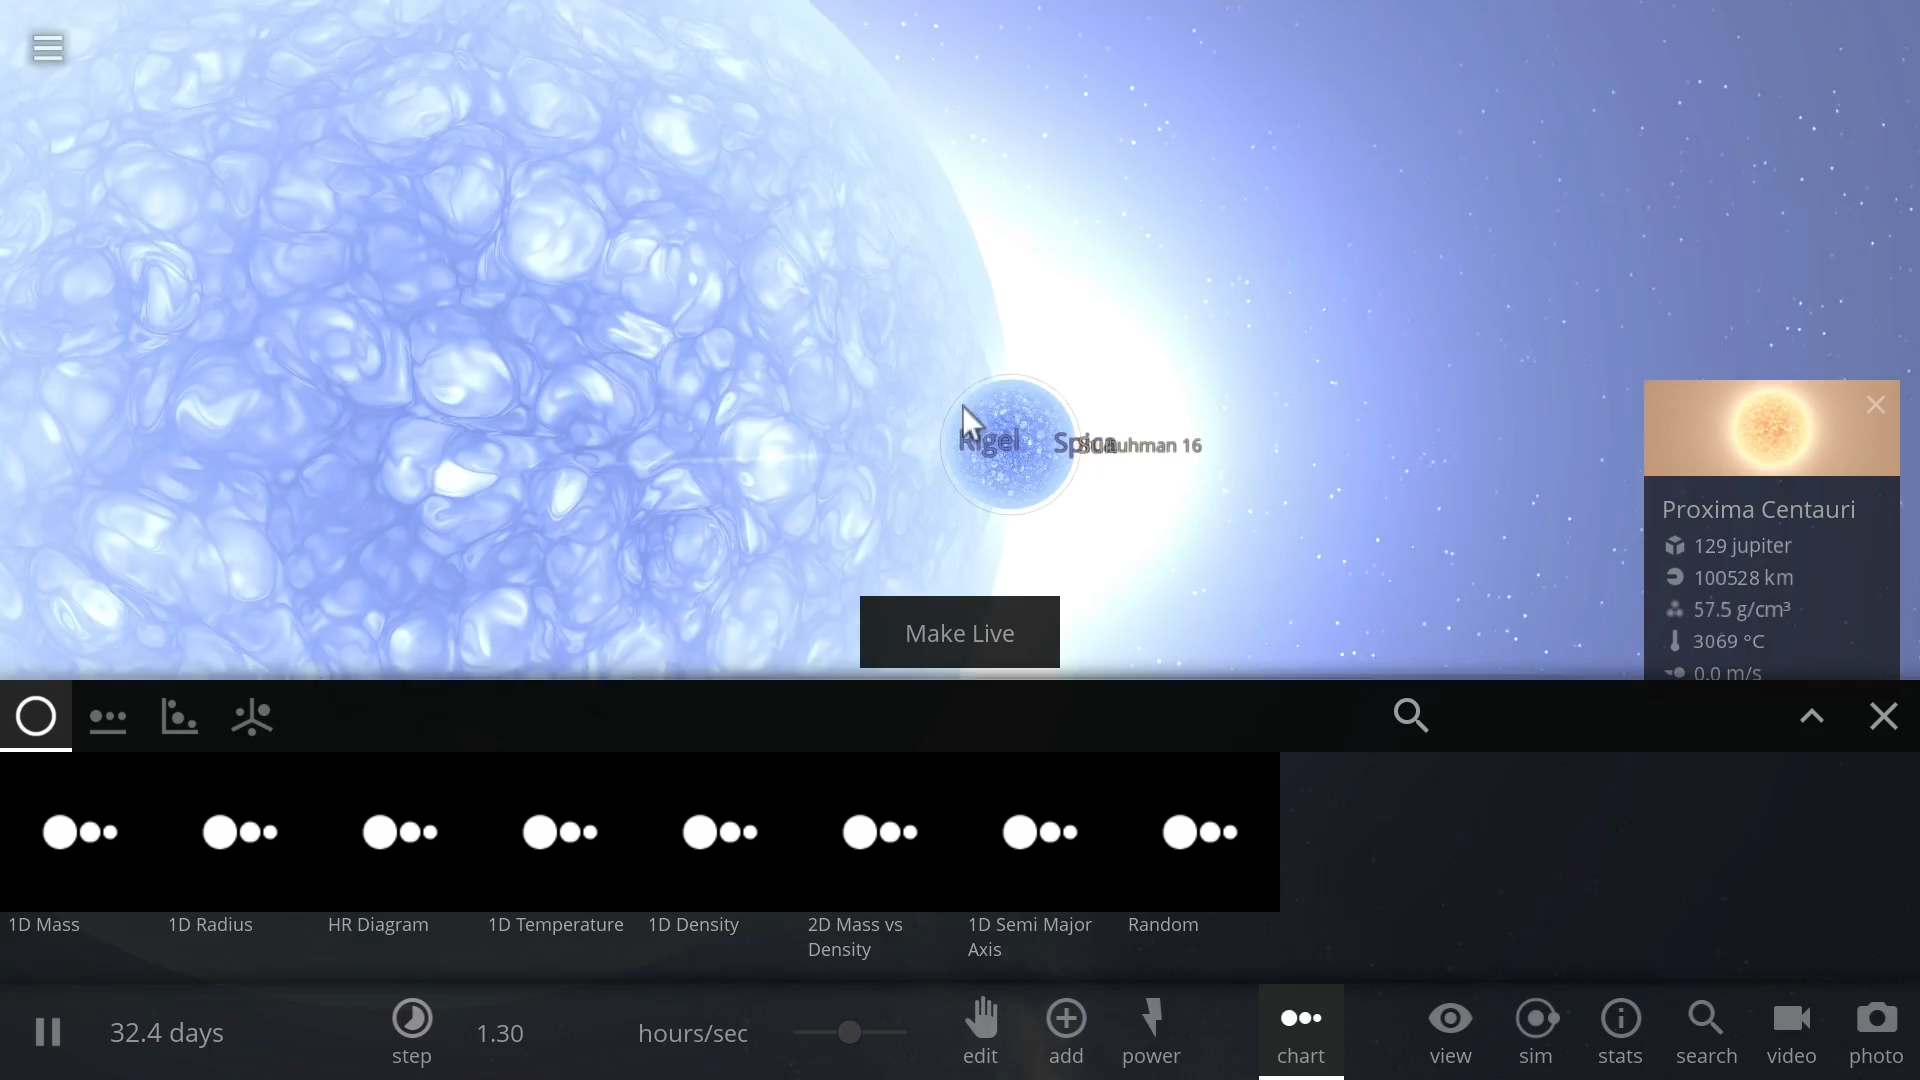 Rigel
Spica
uhman 16
Make Live
Proxima Centauri
129 jupiter
100528 km
57.5 g/cm³
3069 °C
0.0 m/s
1D Mass
1D Radius
HR Diagram
1D Temperature
1D Density
2D Mass vs
Density
1D Semi Major
Axis
Random
32.4 days
step
1.30
hours/sec
edit
add
power
chart
view
sim
stats
search
video
photo